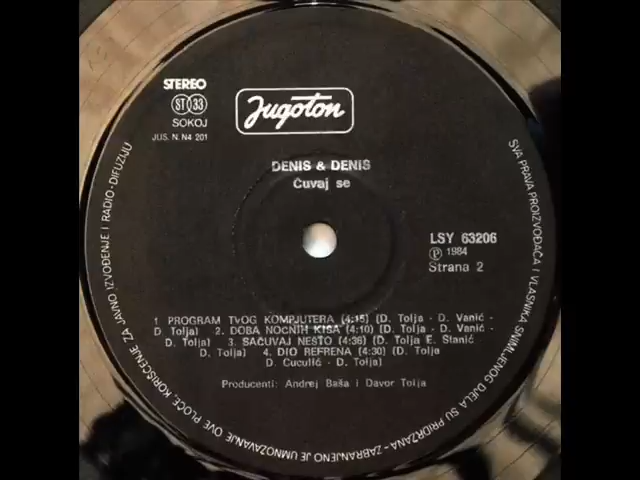 STEREO
ST 33
SOKOJ
JUS. N. N4 201
Jugoton
DENIS & DENIS
Čuvaj se
LSY 63206
Ⓟ 1984
Strana 2
1 PROGRAM TVOG KOMPJUTERA (4:15) (D. Tolja - D. Vanić -
D. Tolja) 2. DOBA NOĆNIH KIŠA (4:10) (D. Tolja - D. Vanić -
- D. Tolja) 3. SAČUVAJ NEŠTO (4:36) (D. Tolja E. Stanić
D. Tolja) 4. DIO REFRENA (4:30) (D. Tolja
D. Cuculić - D. Tolja)
Producenti: Andrej Baša i Davor Tolja
SVA PRAVA PROIZVOĐAČA I VLASNIKA SNIMLJENOG DJELA SU PRIDRŽANA - ZABRANJENO JE UMNOŽAVANJE OVE PLOČE, KORIŠĆENJE ZA JAVNO IZVOĐENJE I RADIO-DIFUZIJU